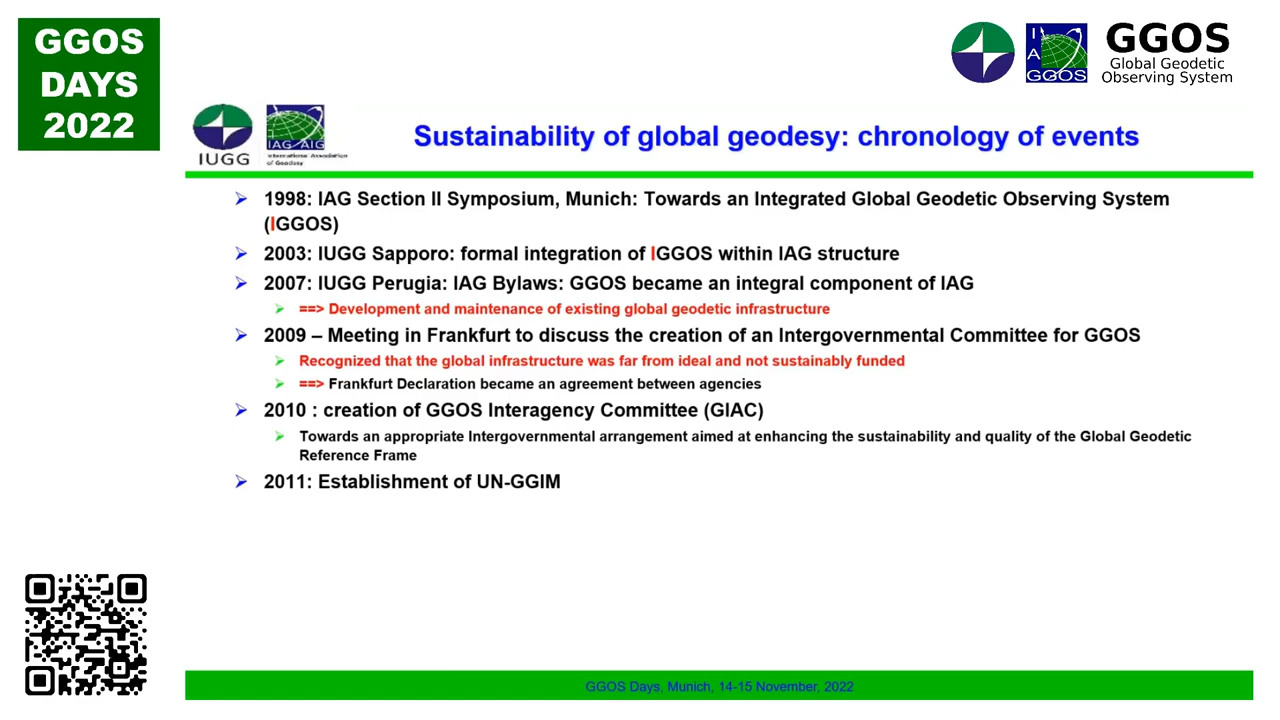 GGOS
DAYS
2022
I
A
GGOS
GGOS
Global Geodetic
Observing System
IUGG
IAG AIG
International Association
of Geodesy
Sustainability of global geodesy: chronology of events
1998: IAG Section II Symposium, Munich: Towards an Integrated Global Geodetic Observing System
(IGGOS)
2003: IUGG Sapporo: formal integration of IGGOS within IAG structure
2007: IUGG Perugia: IAG Bylaws: GGOS became an integral component of IAG
==> Development and maintenance of existing global geodetic infrastructure
2009 – Meeting in Frankfurt to discuss the creation of an Intergovernmental Committee for GGOS
Recognized that the global infrastructure was far from ideal and not sustainably funded
==> Frankfurt Declaration became an agreement between agencies
2010 : creation of GGOS Interagency Committee (GIAC)
Towards an appropriate Intergovernmental arrangement aimed at enhancing the sustainability and quality of the Global Geodetic
Reference Frame
2011: Establishment of UN-GGIM
GGOS Days, Munich, 14-15 November, 2022